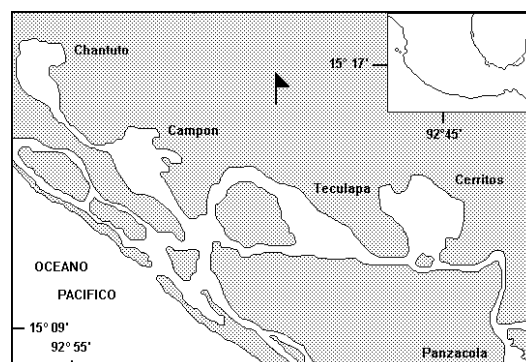 Chantuto
15° 17'
92°45'
Campon
Teculapa
Cerritos
OCEANO
PACIFICO
15° 09'
92° 55'
Panzacola